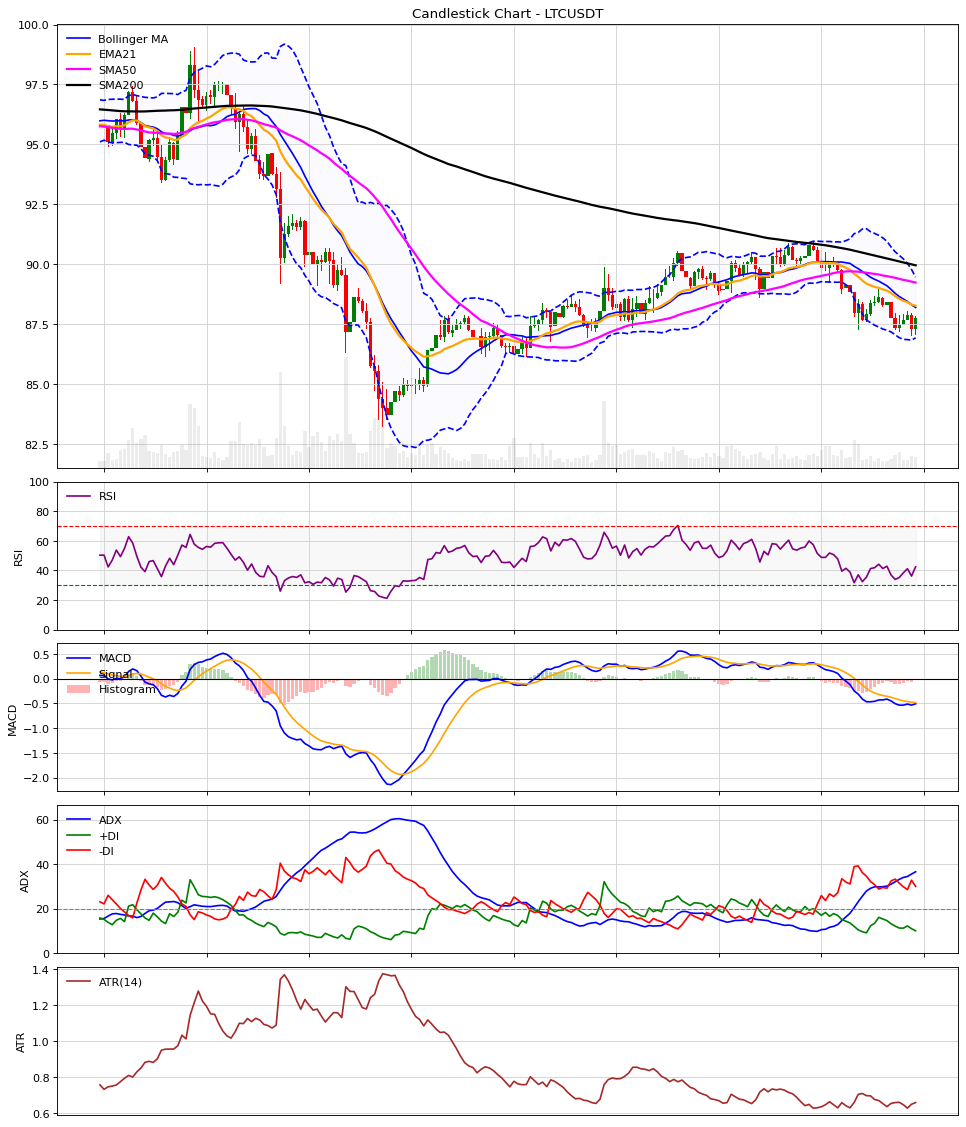 Candlestick Chart - LTCUSDT
100.0
97.5
95.0
92.5
90.0
87.5
85.0
82.5
Bollinger MA
EMA21
SMA50
SMA200
RSI
100
80
60
40
20
0
RSI
MACD
0.5
0.0
−0.5
−1.0
−1.5
−2.0
MACD
Signal
Histogram
ADX
60
40
20
0
ADX
+DI
-DI
ATR
1.4
1.2
1.0
0.8
0.6
ATR(14)